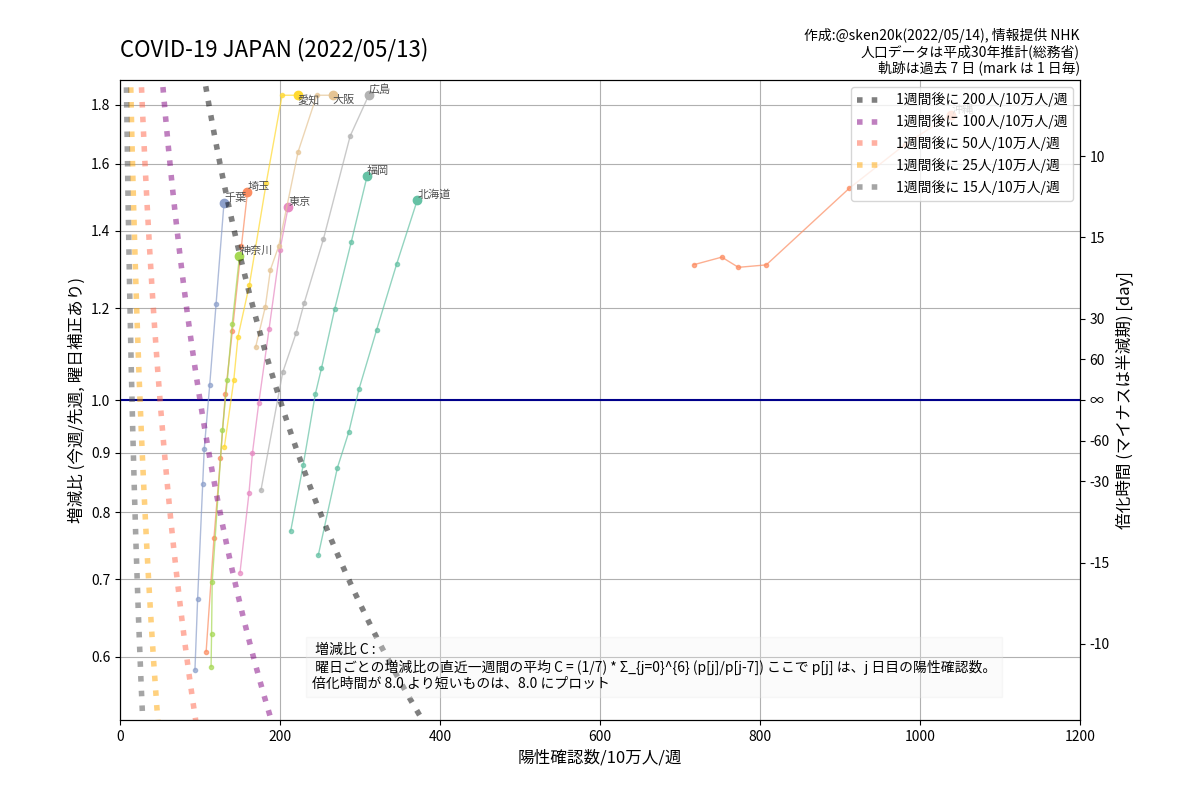 COVID-19 JAPAN (2022/05/13)
作成:@sken20k(2022/05/14), 情報提供 NHK
人口データは平成30年推計(総務省)
軌跡は過去 7 日 (mark は 1 日毎)
1週間後に 200人/10万人/週
1週間後に 100人/10万人/週
1週間後に 50人/10万人/週
1週間後に 25人/10万人/週
1週間後に 15人/10万人/週
広島
愛知
大阪
福岡
北海道
埼玉
千葉
東京
神奈川
1.8
1.6
1.4
1.2
1.0
0.9
0.8
0.7
0.6
増減比 (今週/先週, 曜日補正あり)
10
15
30
60
∞
-60
-30
-15
-10
倍化時間 (マイナスは半減期) [day]
増減比 C :
曜日ごとの増減比の直近一週間の平均 C = (1/7) * Σ_{j=0}^{6} (p[j]/p[j-7]) ここで p[j] は、j 日目の陽性確認数。
倍化時間が 8.0 より短いものは、8.0 にプロット
0
200
400
600
800
1000
1200
陽性確認数/10万人/週